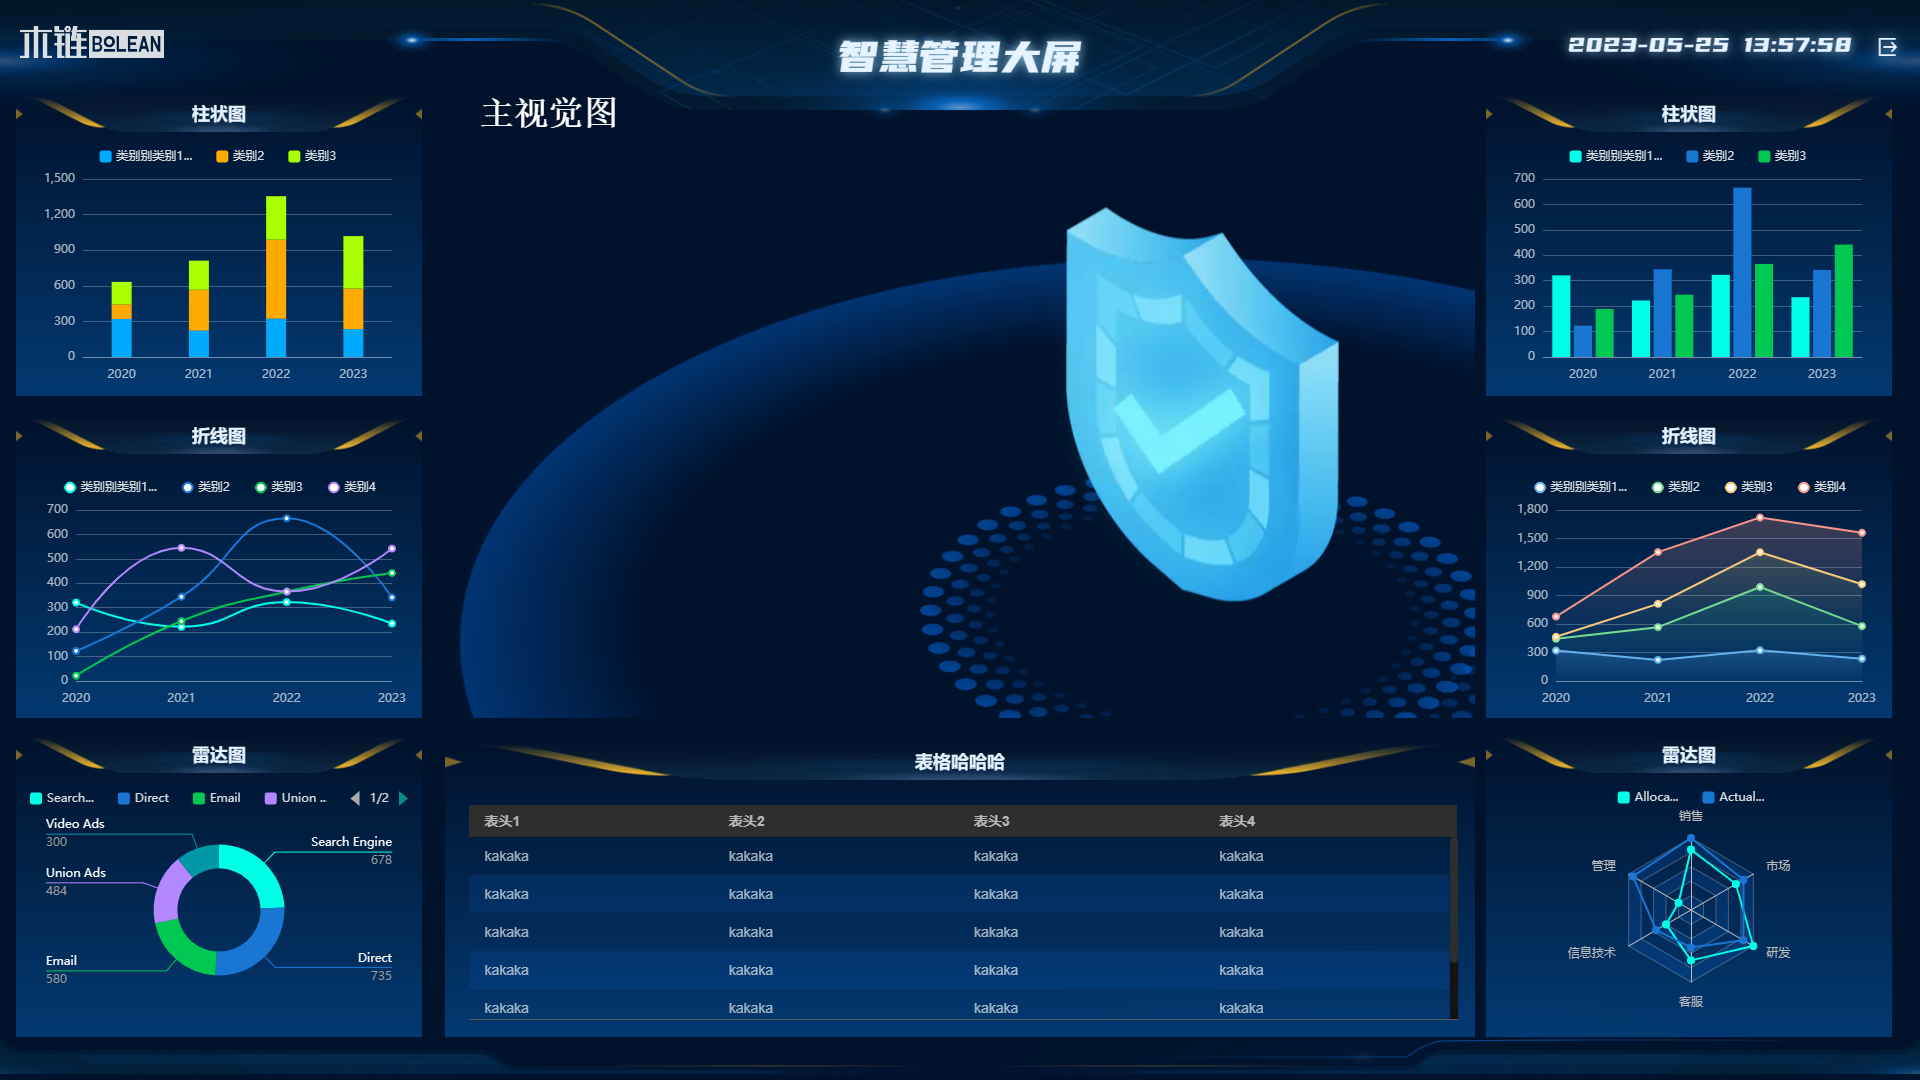 木链 BOLEAN
智慧管理大屏
2023-05-25 13:57:58
主视觉图
柱状图
类别别类别1... 类别2 类别3
1,500
1,200
900
600
300
0
2020 2021 2022 2023
折线图
类别别类别1... 类别2 类别3 类别4
700
600
500
400
300
200
100
0
2020 2021 2022 2023
雷达图
Search... Direct Email Union .. 1/2
Video Ads
300
Search Engine
678
Union Ads
484
Email
580
Direct
735
表格哈哈哈
表头1 表头2 表头3 表头4
kakaka kakaka kakaka kakaka
kakaka kakaka kakaka kakaka
kakaka kakaka kakaka kakaka
kakaka kakaka kakaka kakaka
kakaka kakaka kakaka kakaka
柱状图
类别别类别1... 类别2 类别3
700
600
500
400
300
200
100
0
2020 2021 2022 2023
折线图
类别别类别1... 类别2 类别3 类别4
1,800
1,500
1,200
900
600
300
0
2020 2021 2022 2023
雷达图
Alloca... Actual...
销售
管理 市场
信息技术 研发
客服